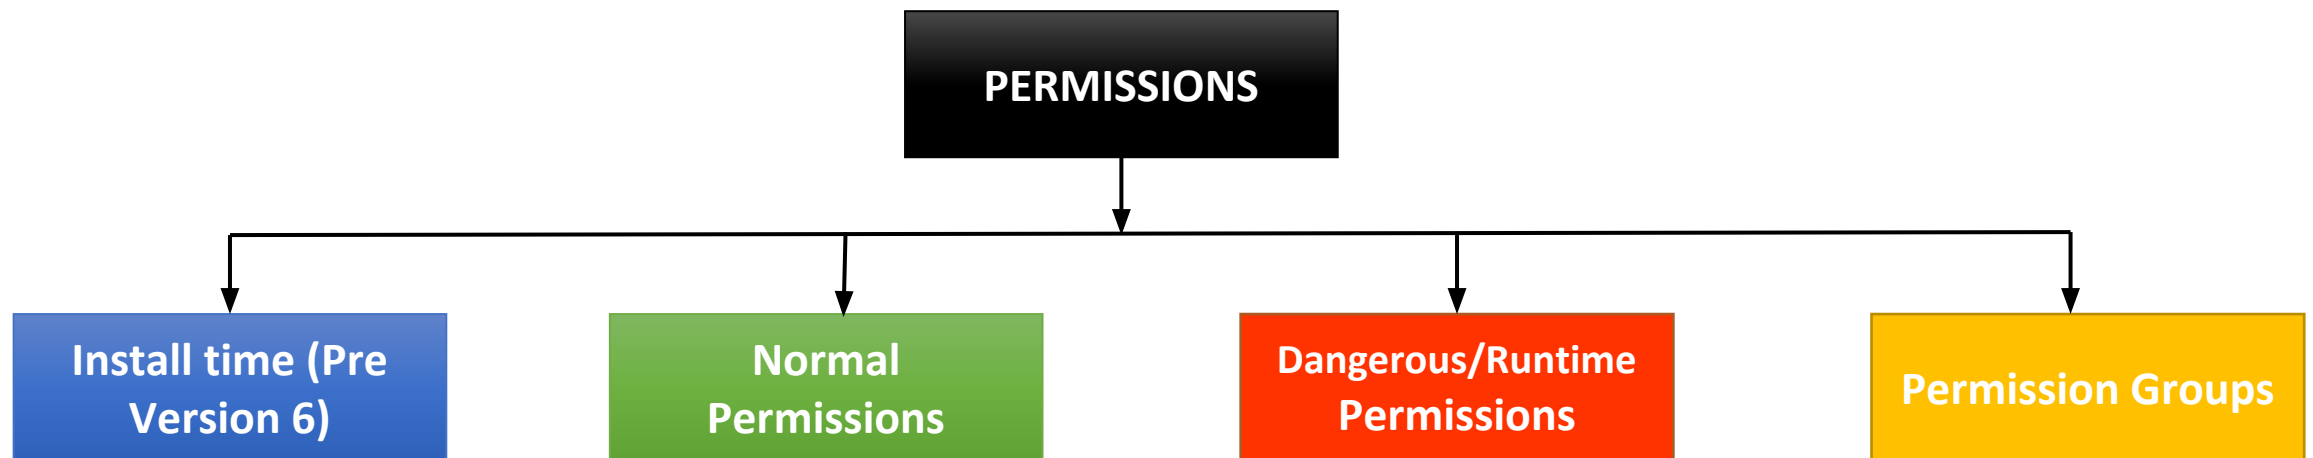 PERMISSIONS
Install time (Pre
Version 6)
Normal
Permissions
Dangerous/Runtime
Permissions
Permission Groups